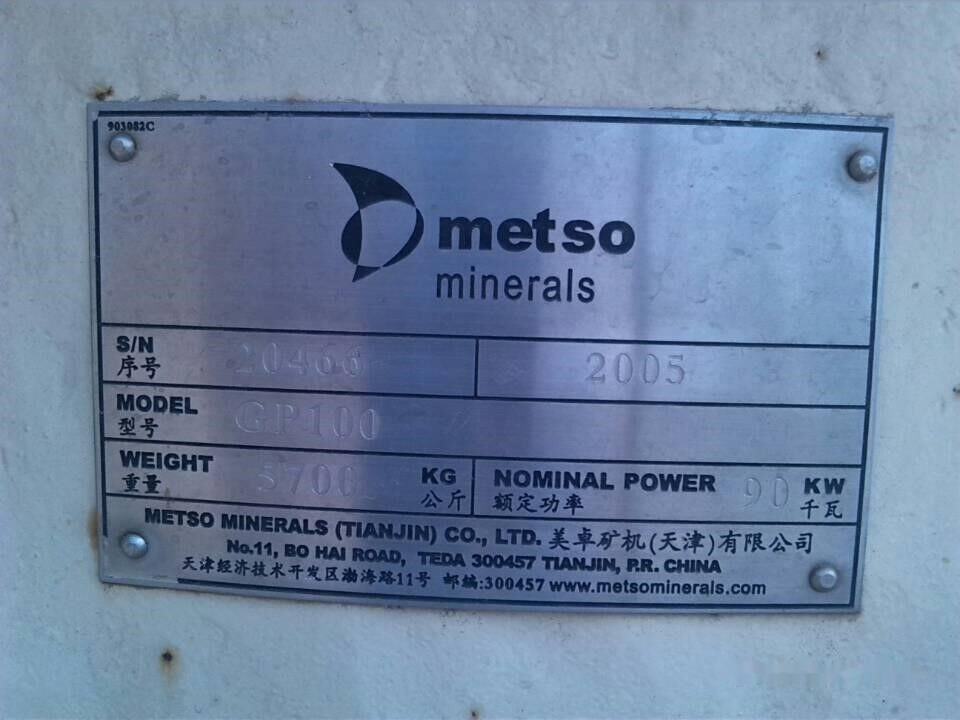 903082C
metso
minerals
S/N 20466 2005
序号
MODEL GP100
型号
WEIGHT 5700 KG NOMINAL POWER 90 KW
重量 公斤 额定功率 千瓦
METSO MINERALS (TIANJIN) CO., LTD. 美卓矿机(天津)有限公司
No.11, BO HAI ROAD, TEDA 300457 TIANJIN, P.R. CHINA
天津经济技术开发区渤海路11号 邮编:300457 www.metsominerals.com